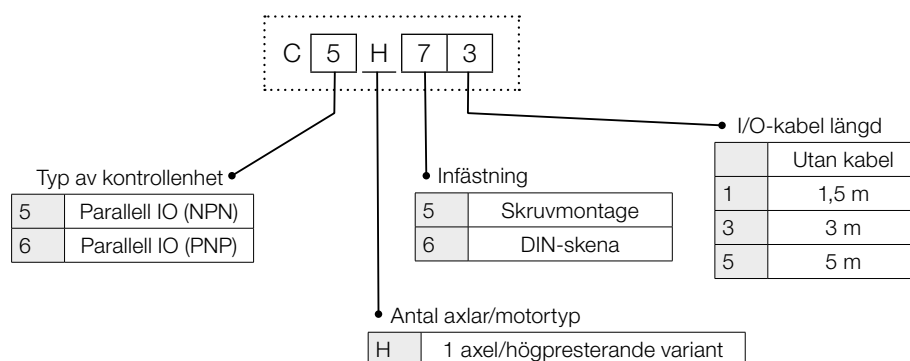 C 5 H 7 3
I/O-kabel längd
Utan kabel
1 1,5 m
3 3 m
5 5 m
Typ av kontrollenhet
5 Parallell IO (NPN)
6 Parallell IO (PNP)
Infästning
5 Skruvmontage
6 DIN-skena
Antal axlar/motortyp
H 1 axel/högpresterande variant